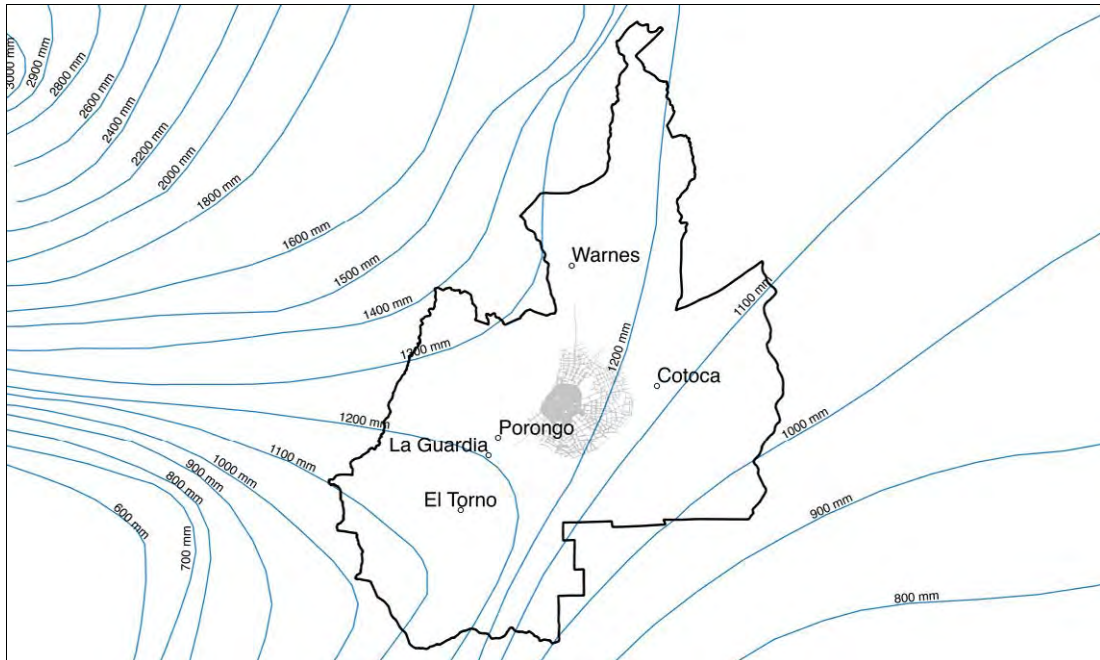 3000 mm
2900 mm
2800 mm
2600 mm
2400 mm
2200 mm
2000 mm
1800 mm
1600 mm
1500 mm
1400 mm
1300 mm
Warnes
1100 mm
1200 mm
Cotoca
1200 mm
Porongo
La Guardia
1000 mm
1100 mm
1000 mm
900 mm
800 mm
El Torno
600 mm
700 mm
900 mm
800 mm